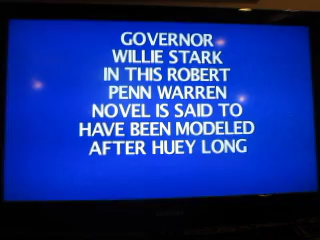 GOVERNOR
WILLIE STARK
IN THIS ROBERT
PENN WARREN
NOVEL IS SAID TO
HAVE BEEN MODELED
AFTER HUEY LONG